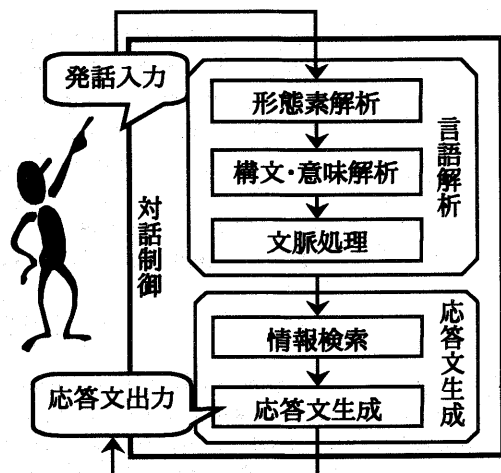 発話入力
形態素解析
構文・意味解析
文脈処理
言語解析
対話制御
情報検索
応答文生成
応答文生成
応答文出力